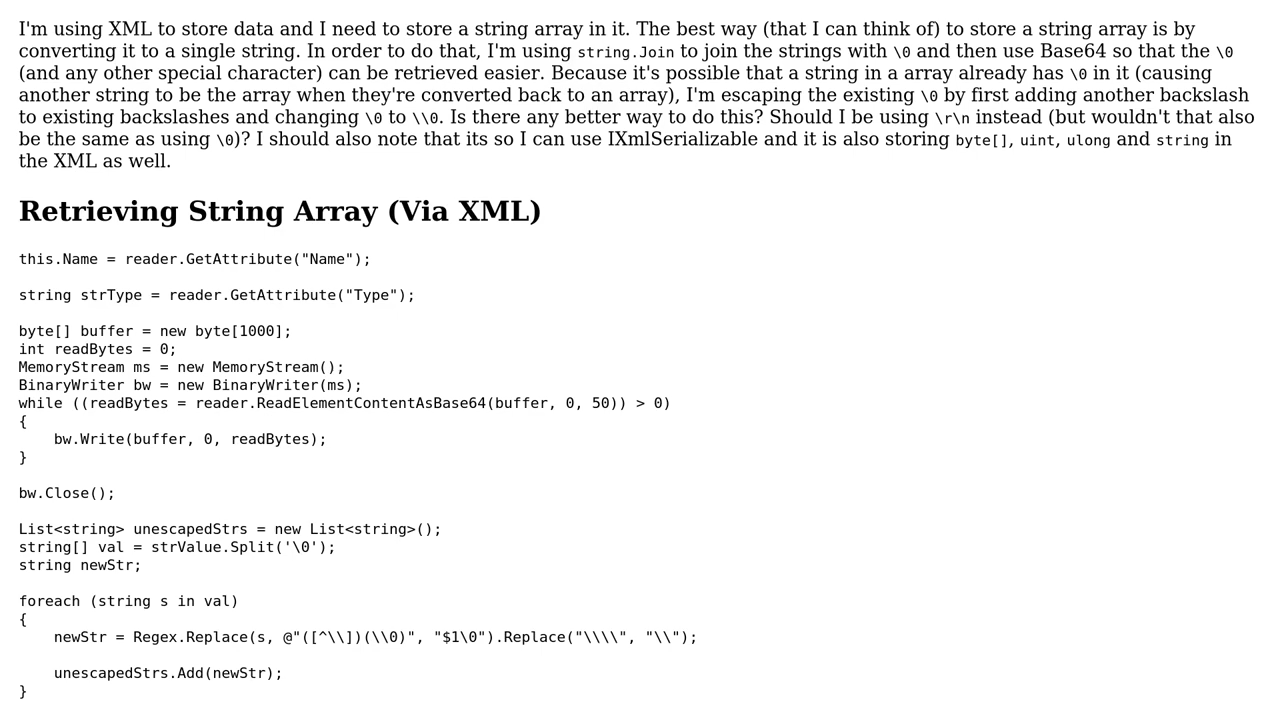 I'm using XML to store data and I need to store a string array in it. The best way (that I can think of) to store a string array is by
converting it to a single string. In order to do that, I'm using string.Join to join the strings with \0 and then use Base64 so that the \0
(and any other special character) can be retrieved easier. Because it's possible that a string in a array already has \0 in it (causing
another string to be the array when they're converted back to an array), I'm escaping the existing \0 by first adding another backslash
to existing backslashes and changing \0 to \\0. Is there any better way to do this? Should I be using \r\n instead (but wouldn't that also
be the same as using \0)? I should also note that its so I can use IXmlSerializable and it is also storing byte[], uint, ulong and string in
the XML as well.
Retrieving String Array (Via XML)
this.Name = reader.GetAttribute("Name");
string strType = reader.GetAttribute("Type");
byte[] buffer = new byte[1000];
int readBytes = 0;
MemoryStream ms = new MemoryStream();
BinaryWriter bw = new BinaryWriter(ms);
while ((readBytes = reader.ReadElementContentAsBase64(buffer, 0, 50)) > 0)
{
    bw.Write(buffer, 0, readBytes);
}
bw.Close();
List<string> unescapedStrs = new List<string>();
string[] val = strValue.Split('\0');
string newStr;
foreach (string s in val)
{
    newStr = Regex.Replace(s, @"([^\\])(\\0)", "$1\0").Replace("\\\\", "\\");
    unescapedStrs.Add(newStr);
}